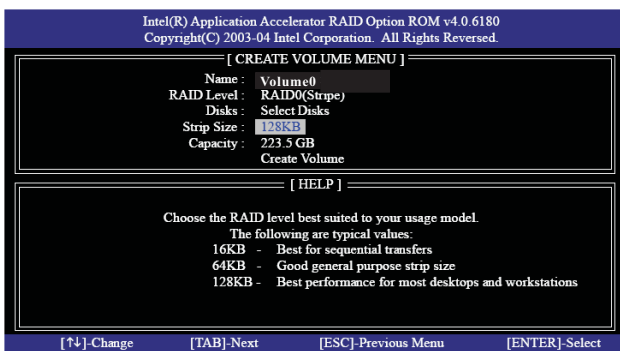 Intel(R) Application Accelerator RAID Option ROM v4.0.6180
Copyright(C) 2003-04 Intel Corporation. All Rights Reversed.
[ CREATE VOLUME MENU ]
Name : Volume0
RAID Level : RAID0(Stripe)
Disks : Select Disks
Strip Size : 128KB
Capacity : 223.5 GB
Create Volume
[ HELP ]
Choose the RAID level best suited to your usage model.
The following are typical values:
16KB - Best for sequential transfers
64KB - Good general purpose strip size
128KB - Best performance for most desktops and workstations
[↑↓]-Change [TAB]-Next [ESC]-Previous Menu [ENTER]-Select